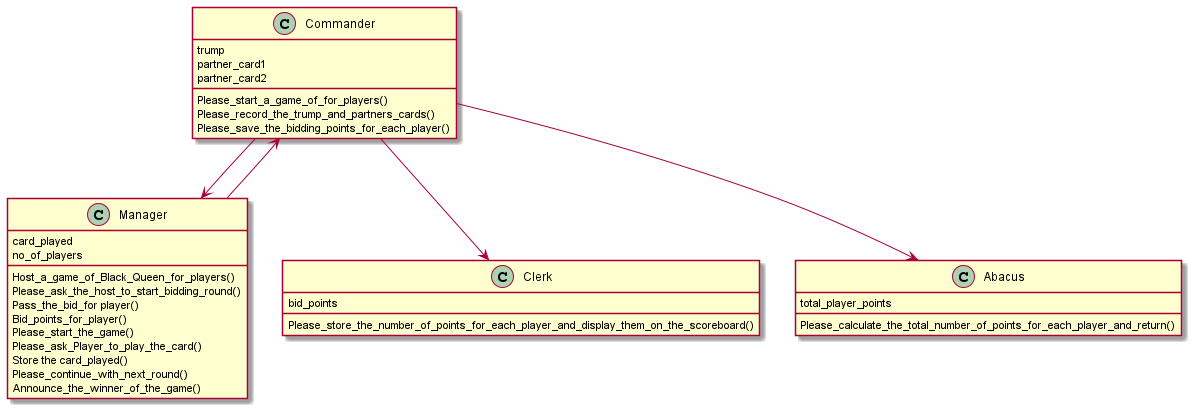 C Commander
trump
partner_card1
partner_card2
Please_start_a_game_of_for_players()
Please_record_the_trump_and_partners_cards()
Please_save_the_bidding_points_for_each_player()
C Manager
card_played
no_of_players
Host_a_game_of_Black_Queen_for_players()
Please_ask_the_host_to_start_bidding_round()
Pass_the_bid_for player()
Bid_points_for_player()
Please_start_the_game()
Please_ask_Player_to_play_the_card()
Store the card_played()
Please_continue_with_next_round()
Announce_the_winner_of_the_game()
C Clerk
bid_points
Please_store_the_number_of_points_for_each_player_and_display_them_on_the_scoreboard()
C Abacus
total_player_points
Please_calculate_the_total_number_of_points_for_each_player_and_return()